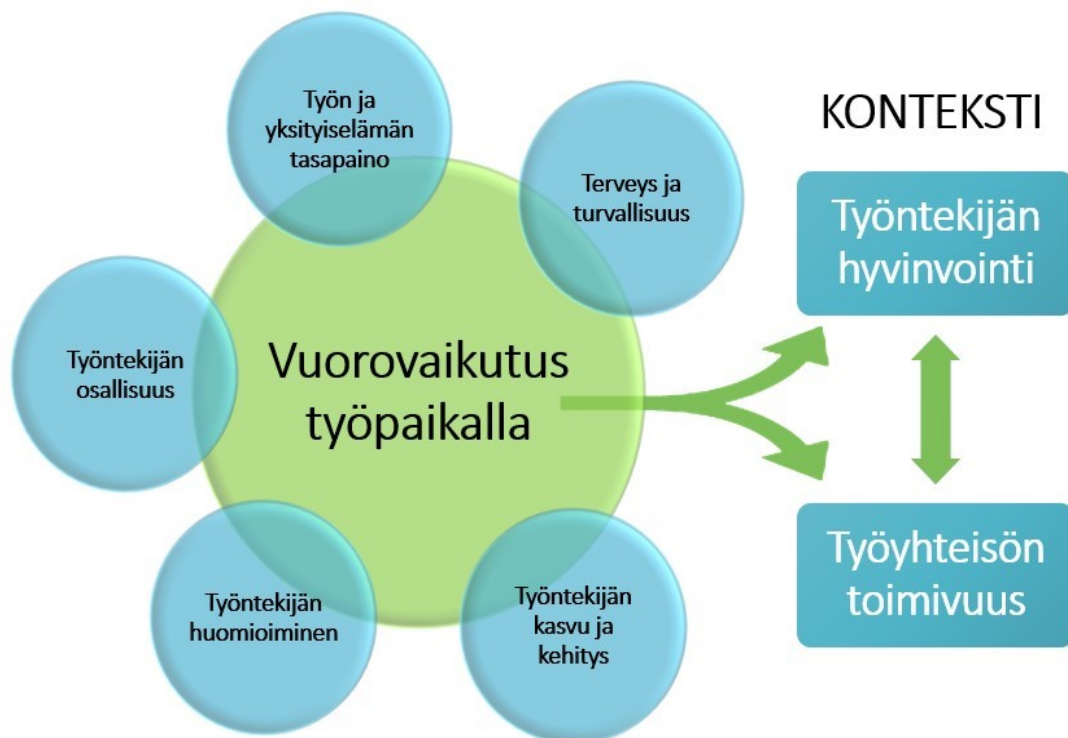 Työn ja
yksityiselämän
tasapaino
Terveys ja
turvallisuus
Työntekijän
osallisuus
Vuorovaikutus
työpaikalla
Työntekijän
huomioiminen
Työntekijän
kasvu ja
kehitys
KONTEKSTI
Työntekijän
hyvinvointi
Työyhteisön
toimivuus